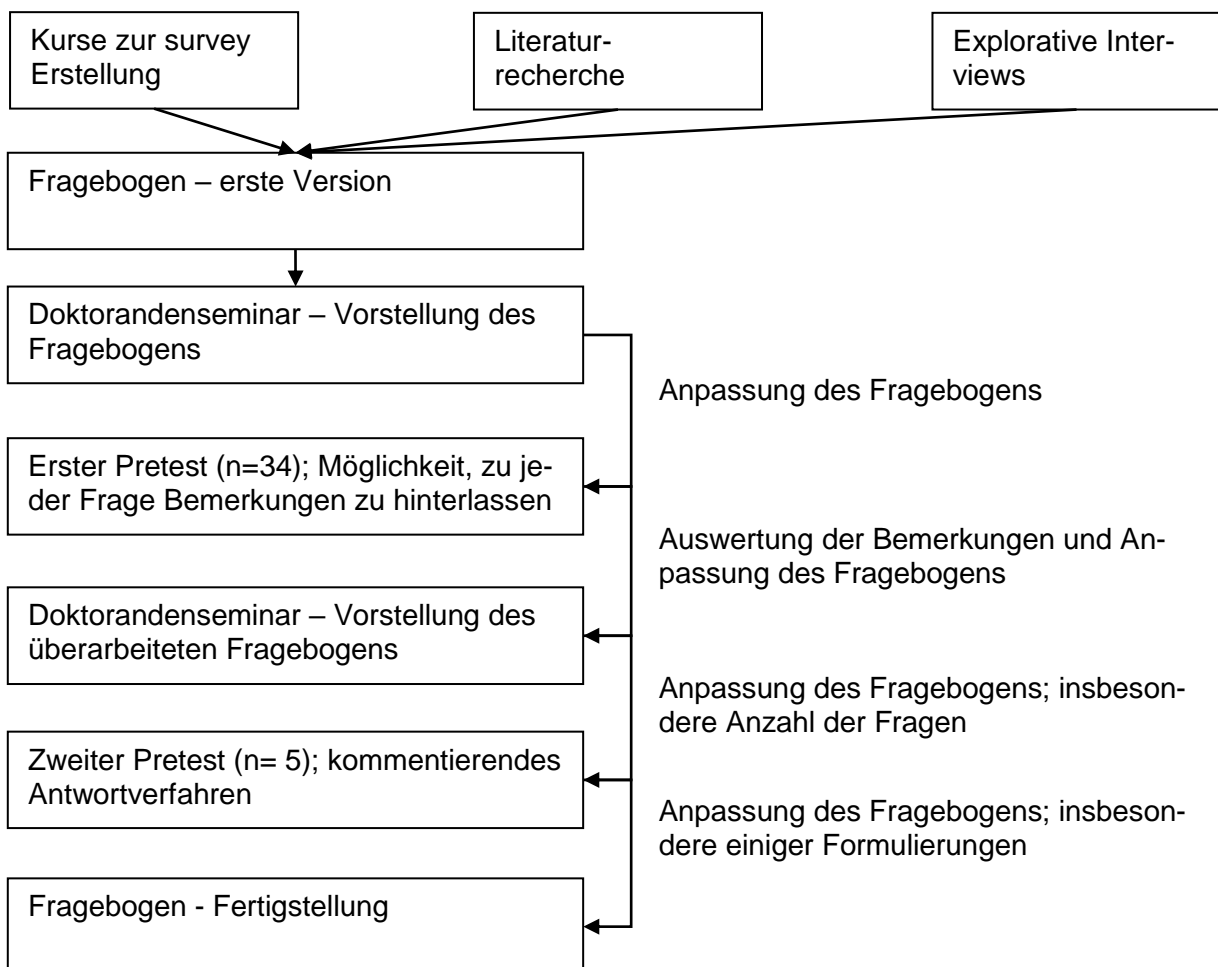 Kurse zur survey
Erstellung
Literatur-
recherche
Explorative Inter-
views
Fragebogen – erste Version
Doktorandenseminar – Vorstellung des
Fragebogens
Anpassung des Fragebogens
Erster Pretest (n=34); Möglichkeit, zu je-
der Frage Bemerkungen zu hinterlassen
Auswertung der Bemerkungen und An-
passung des Fragebogens
Doktorandenseminar – Vorstellung des
überarbeiteten Fragebogens
Anpassung des Fragebogens; insbeson-
dere Anzahl der Fragen
Zweiter Pretest (n= 5); kommentierendes
Antwortverfahren
Anpassung des Fragebogens; insbeson-
dere einiger Formulierungen
Fragebogen - Fertigstellung